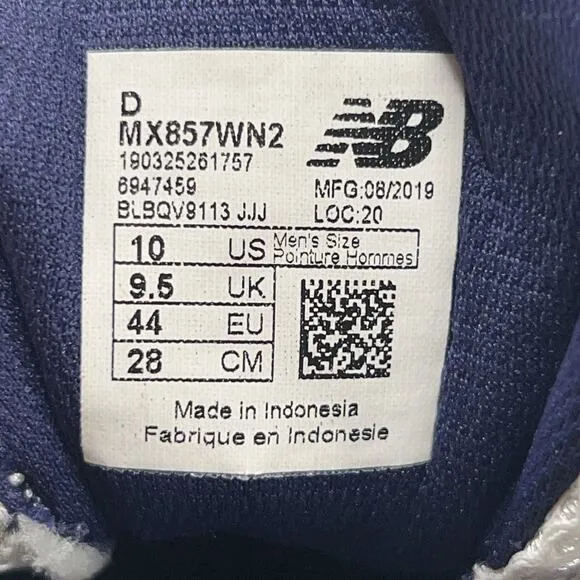 D
MX857WN2
190325261757
6947459
BLBQV9113 JJJ
NB
MFG:08/2019
LOC:20
10 US Men's Size
Pointure Hommes
9.5 UK
44 EU
28 CM
Made in Indonesia
Fabrique en Indonesie